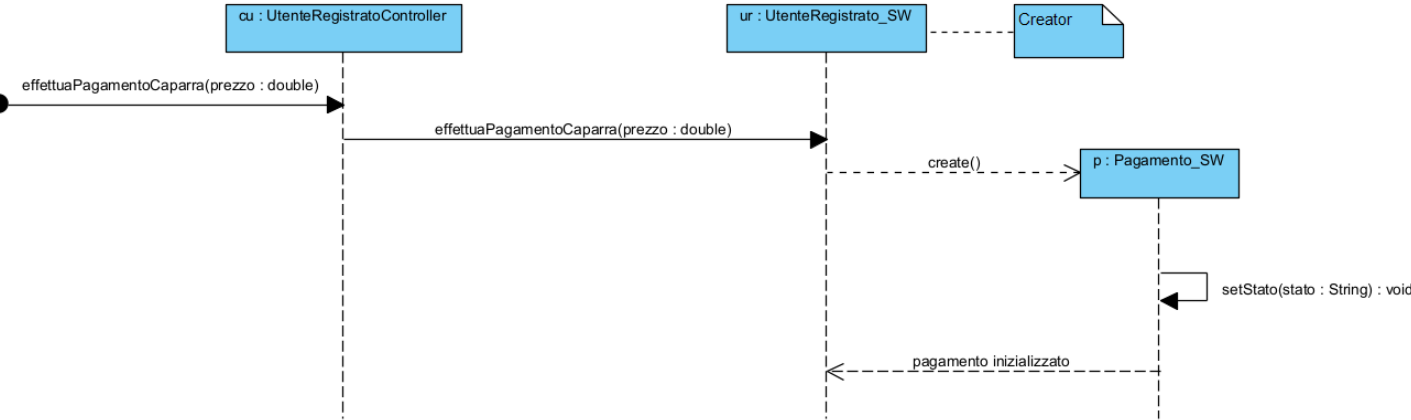 cu : UtenteRegistratoController
ur : UtenteRegistrato_SW
Creator
effettuaPagamentoCaparra(prezzo : double)
effettuaPagamentoCaparra(prezzo : double)
create()
p : Pagamento_SW
setStato(stato : String) : void
pagamento inizializzato